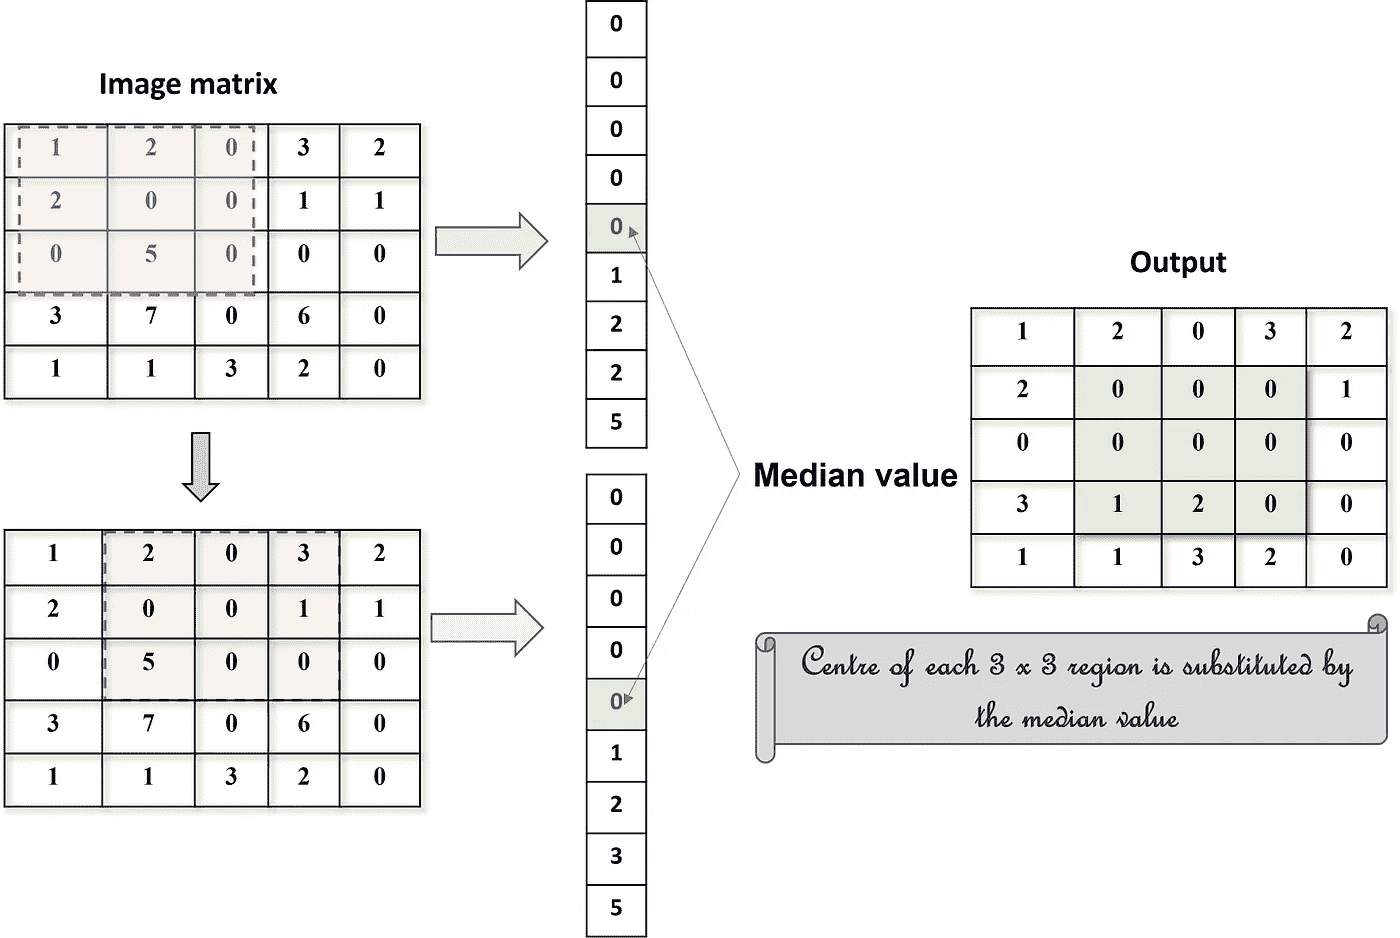 Image matrix
1 2 0 3 2
2 0 0 1 1
0 5 0 0 0
3 7 0 6 0
1 1 3 2 0
0
0
0
0
0
1
2
2
5
1 2 0 3 2
2 0 0 1 1
0 5 0 0 0
3 7 0 6 0
1 1 3 2 0
0
0
0
0
0
1
2
3
5
Median value
Output
1 2 0 3 2
2 0 0 0 1
0 0 0 0 0
3 1 2 0 0
1 1 3 2 0
Centre of each 3 x 3 region is substituted by
the median value